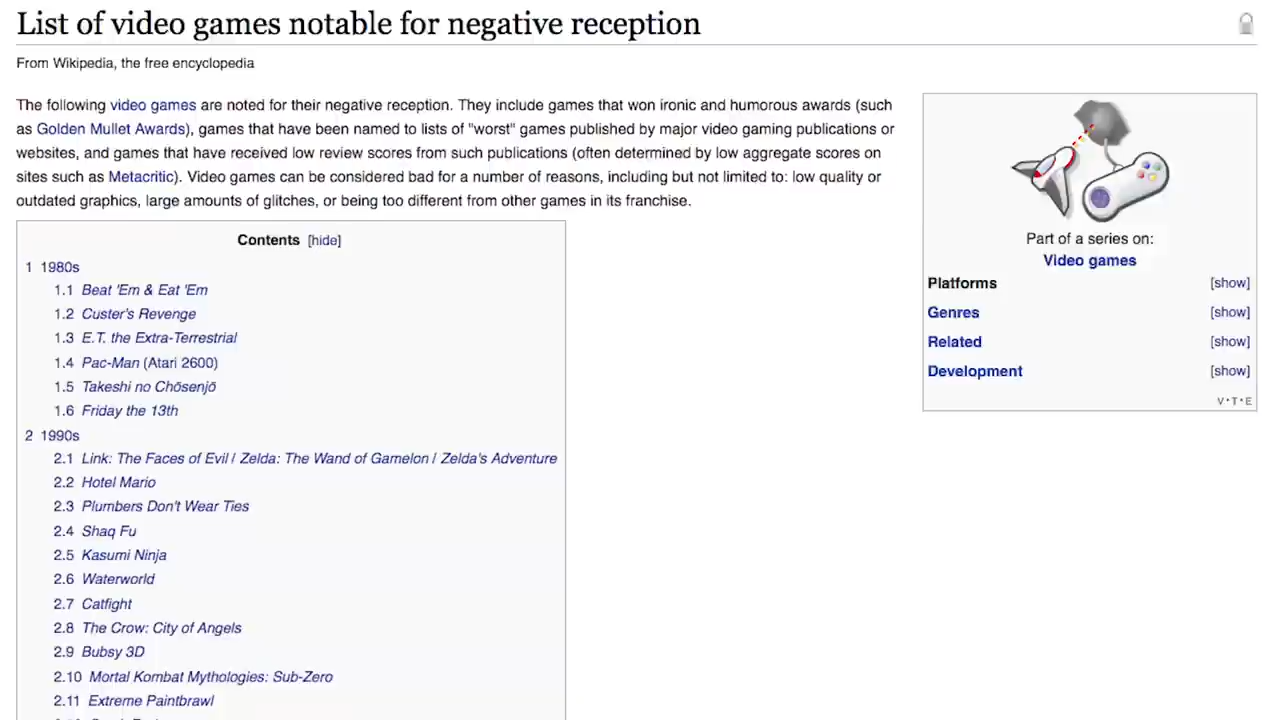 List of video games notable for negative reception
From Wikipedia, the free encyclopedia
The following video games are noted for their negative reception. They include games that won ironic and humorous awards (such
as Golden Mullet Awards), games that have been named to lists of "worst" games published by major video gaming publications or
websites, and games that have received low review scores from such publications (often determined by low aggregate scores on
sites such as Metacritic). Video games can be considered bad for a number of reasons, including but not limited to: low quality or
outdated graphics, large amounts of glitches, or being too different from other games in its franchise.
Contents [hide]
1 1980s
1.1 Beat 'Em & Eat 'Em
1.2 Custer's Revenge
1.3 E.T. the Extra-Terrestrial
1.4 Pac-Man (Atari 2600)
1.5 Takeshi no Chōsenjō
1.6 Friday the 13th
2 1990s
2.1 Link: The Faces of Evil / Zelda: The Wand of Gamelon / Zelda's Adventure
2.2 Hotel Mario
2.3 Plumbers Don't Wear Ties
2.4 Shaq Fu
2.5 Kasumi Ninja
2.6 Waterworld
2.7 Catfight
2.8 The Crow: City of Angels
2.9 Bubsy 3D
2.10 Mortal Kombat Mythologies: Sub-Zero
2.11 Extreme Paintbrawl
Part of a series on:
Video games
Platforms [show]
Genres [show]
Related [show]
Development [show]
V·T·E